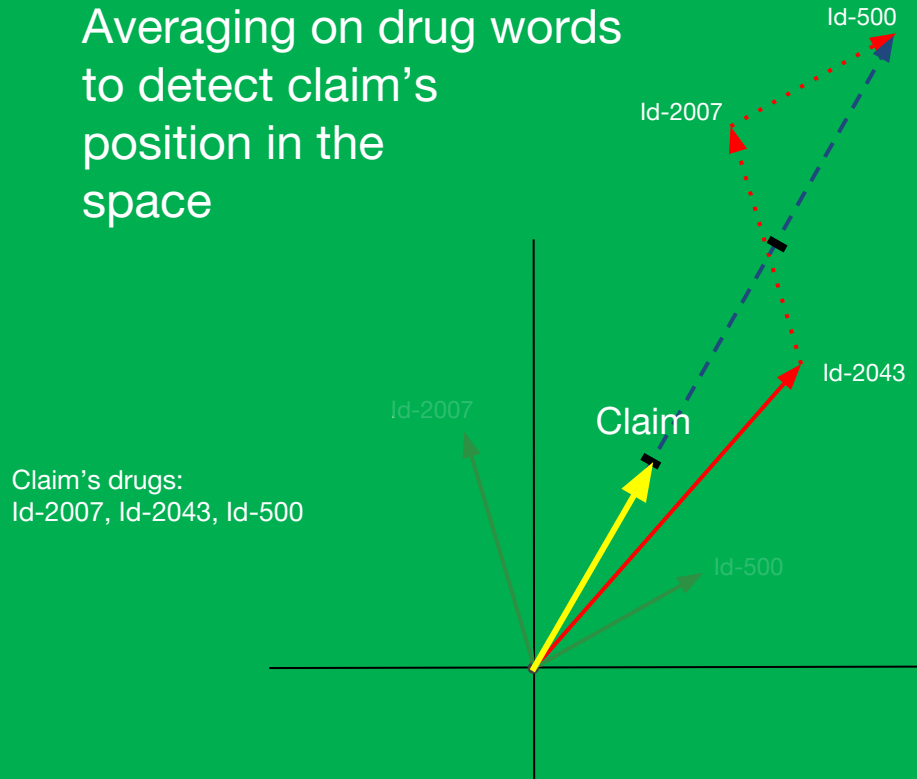 Averaging on drug words
to detect claim's
position in the
space
Id-500
Id-2007
Id-2043
Id-2007
Claim
Claim's drugs:
Id-2007, Id-2043, Id-500
Id-500